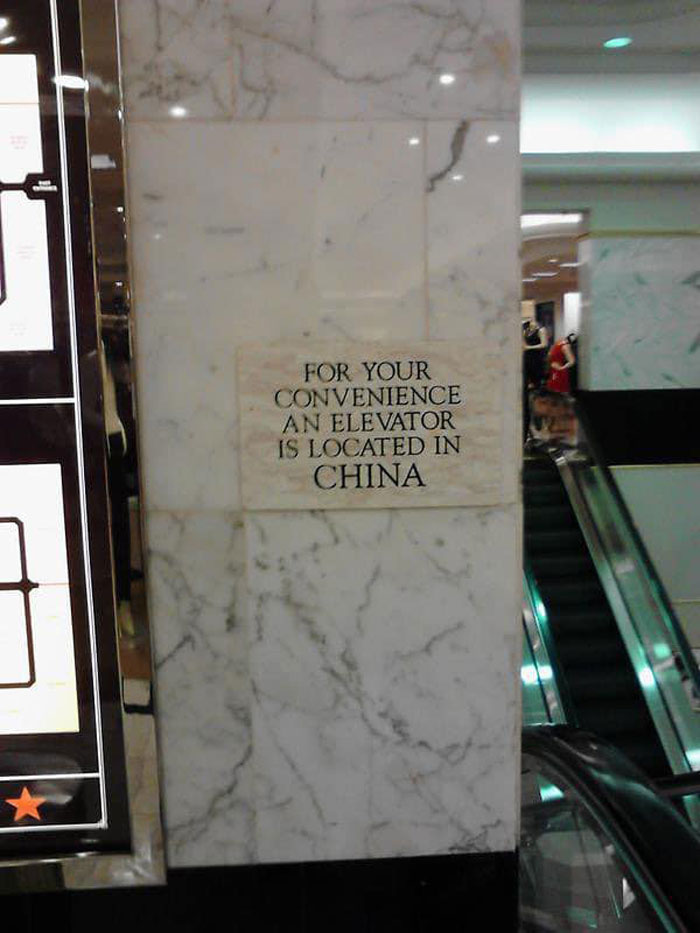 FOR YOUR
CONVENIENCE
AN ELEVATOR
IS LOCATED IN
CHINA